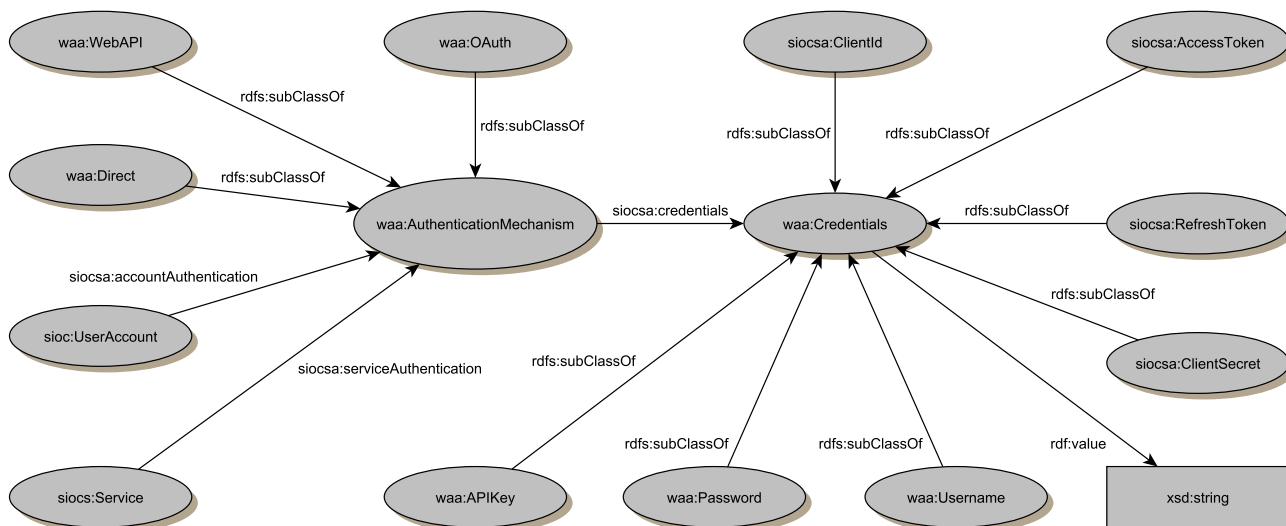 waa:WebAPI
waa:OAuth
siocsa:ClientId
siocsa:AccessToken
rdfs:subClassOf
rdfs:subClassOf
rdfs:subClassOf
rdfs:subClassOf
waa:Direct
rdfs:subClassOf
waa:AuthenticationMechanism
siocsa:credentials
waa:Credentials
rdfs:subClassOf
siocsa:RefreshToken
siocsa:accountAuthentication
rdfs:subClassOf
sioc:UserAccount
siocsa:serviceAuthentication
rdfs:subClassOf
siocsa:ClientSecret
rdfs:subClassOf
rdfs:subClassOf
rdf:value
siocs:Service
waa:APIKey
waa:Password
waa:Username
xsd:string